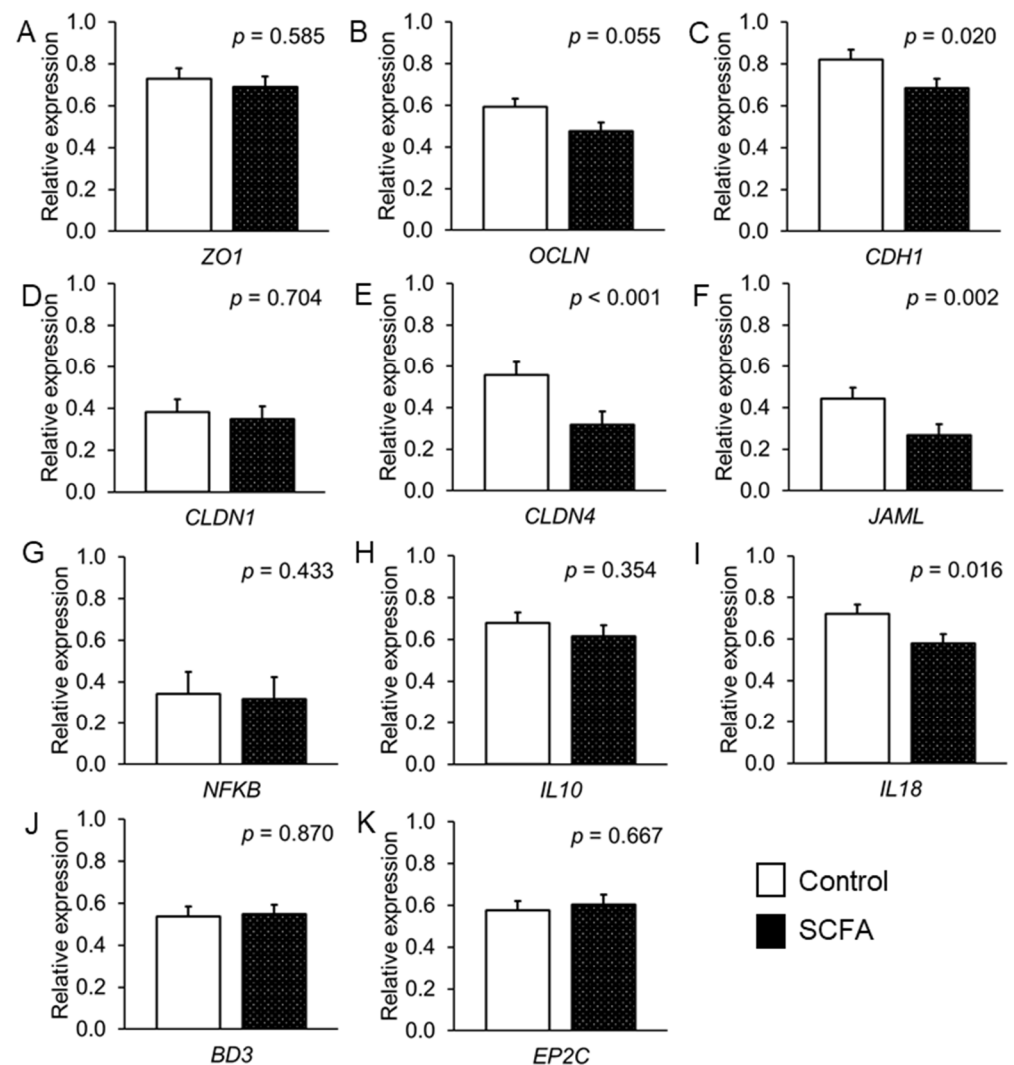 A
Relative expression
1.0
0.8
0.6
0.4
0.2
0.0
p = 0.585
ZO1
B
Relative expression
1.0
0.8
0.6
0.4
0.2
0.0
p = 0.055
OCLN
C
Relative expression
1.0
0.8
0.6
0.4
0.2
0.0
p = 0.020
CDH1
D
Relative expression
1.0
0.8
0.6
0.4
0.2
0.0
p = 0.704
CLDN1
E
Relative expression
1.0
0.8
0.6
0.4
0.2
0.0
p < 0.001
CLDN4
F
Relative expression
1.0
0.8
0.6
0.4
0.2
0.0
p = 0.002
JAML
G
Relative expression
1.0
0.8
0.6
0.4
0.2
0.0
p = 0.433
NFKB
H
Relative expression
1.0
0.8
0.6
0.4
0.2
0.0
p = 0.354
IL10
I
Relative expression
1.0
0.8
0.6
0.4
0.2
0.0
p = 0.016
IL18
J
Relative expression
1.0
0.8
0.6
0.4
0.2
0.0
p = 0.870
BD3
K
Relative expression
1.0
0.8
0.6
0.4
0.2
0.0
p = 0.667
EP2C
Control
SCFA